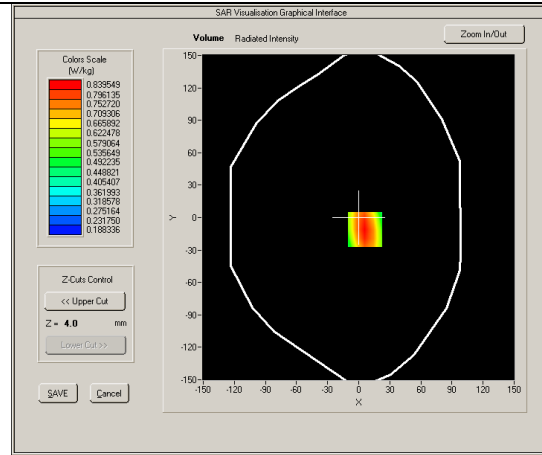 SAR Visualisation Graphical Interface
Volume Radiated Intensity
Zoom In/Out
Colors Scale
(W/kg)
0.839549
0.796135
0.752720
0.709306
0.665892
0.622478
0.579064
0.535649
0.492235
0.448821
0.405407
0.361993
0.318578
0.275164
0.231750
0.188336
Z-Cuts Control
<< Upper Cut
Z = 4.0 mm
Lower Cut >>
SAVE Cancel
150
120
90
60
30
Y 0
-30
-60
-90
-120
-150
-150 -120 -90 -60 -30 0 30 60 90 120 150
X